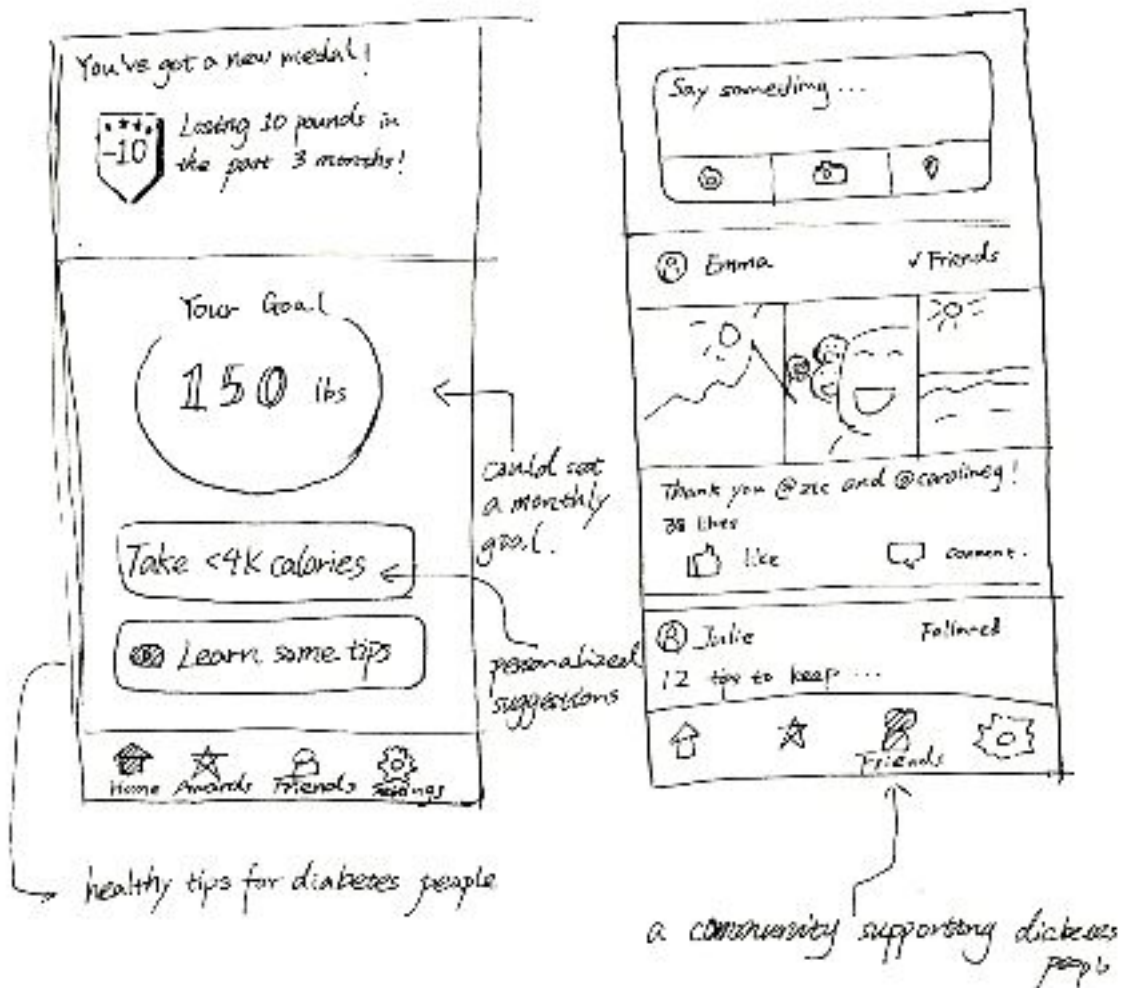 You've got a new medal!
-10
Losing 10 pounds in
the past 3 months!
Your Goal
150 lbs
could set
a monthly
goal.
Take <4K calories
Learn some tips
personalized
suggestions
Home Awards Friends Settings
healthy tips for diabetes people
Say something ...
Emma ✓ Friends
Thank you @zic and @carolineg!
38 likes
like comment.
Julie Followed
12 tips to keep ...
Friends
a community supporting diabetes
people